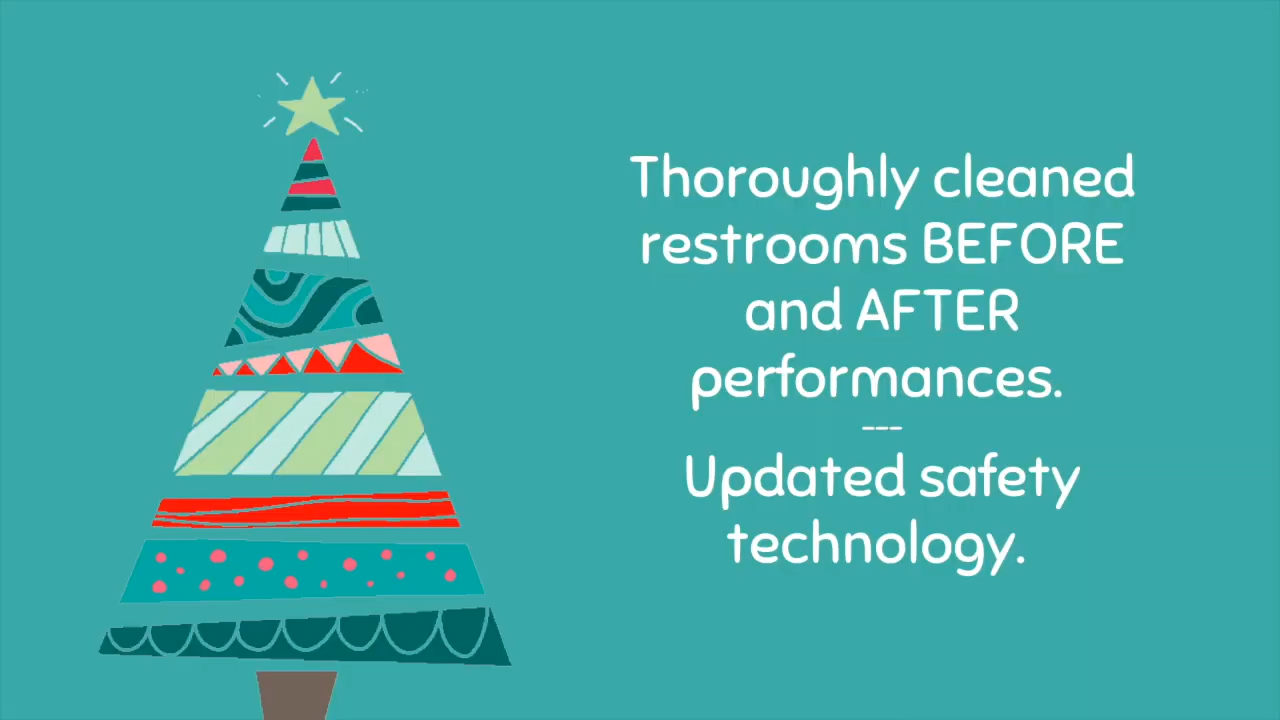 Thoroughly cleaned
restrooms BEFORE
and AFTER
performances.
---
Updated safety
technology.